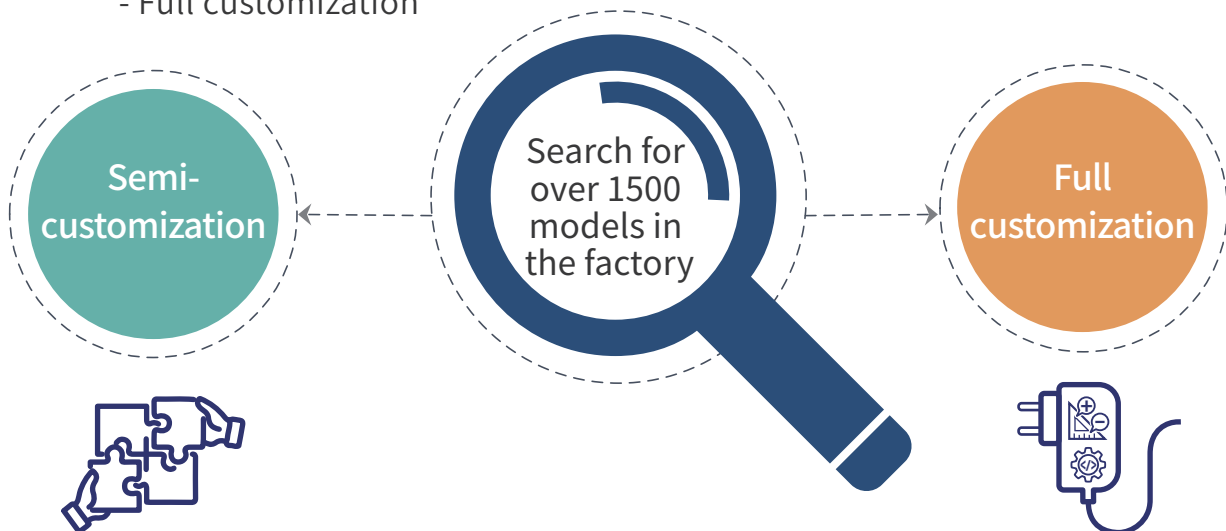 - Full customization
Semi-
customization
Search for
over 1500
models in
the factory
Full
customization